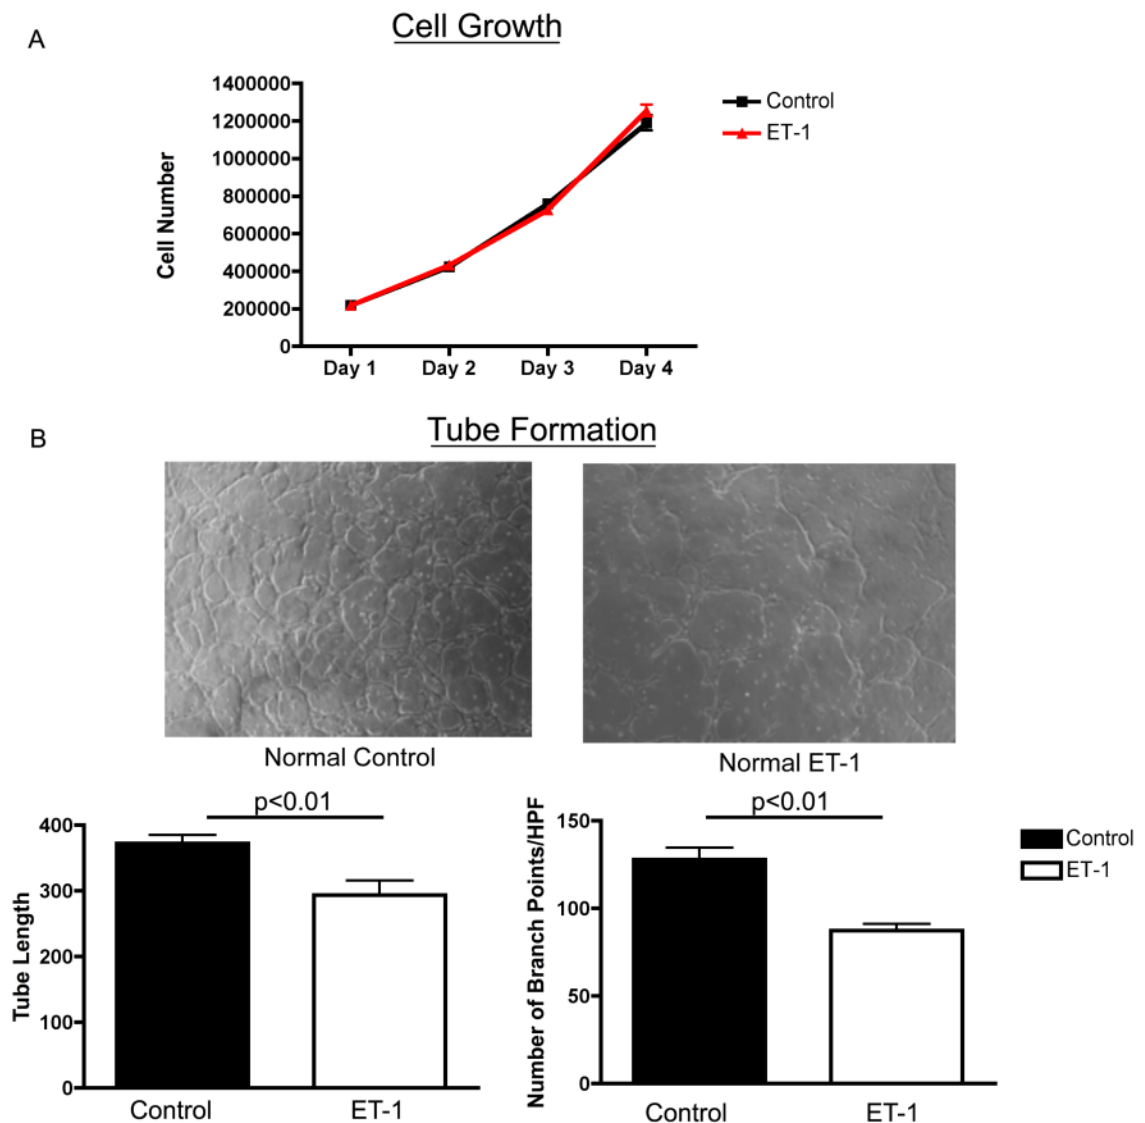 A
Cell Growth
1400000
1200000
1000000
800000
600000
400000
200000
0
Cell Number
Day 1 Day 2 Day 3 Day 4
Control
ET-1
B
Tube Formation
Normal Control
Normal ET-1
p<0.01
400
300
200
100
0
Tube Length
Control ET-1
p<0.01
150
100
50
0
Number of Branch Points/HPF
Control ET-1
Control
ET-1